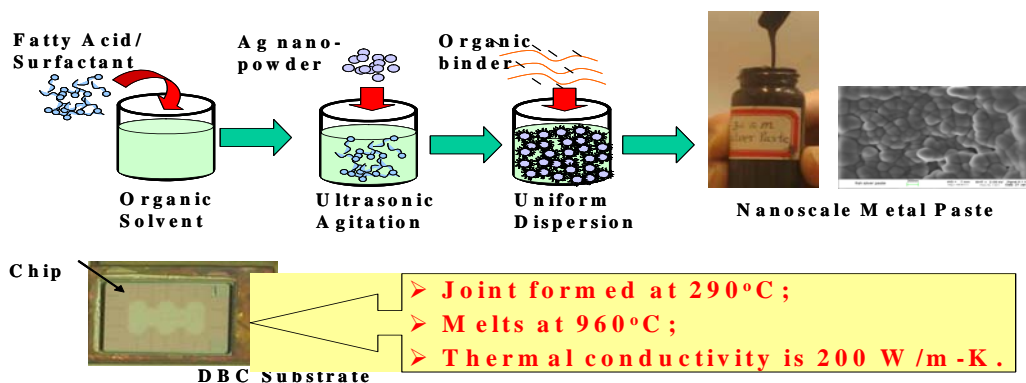 Fatty Acid/
Surfactant
Ag nano-
powder
Organic
binder
Organic
Solvent
Ultrasonic
Agitation
Uniform
Dispersion
Nanoscale Metal Paste
Chip
DBC Substrate
➢ Joint formed at 290°C;
➢ Melts at 960°C;
➢ Thermal conductivity is 200 W/m-K.